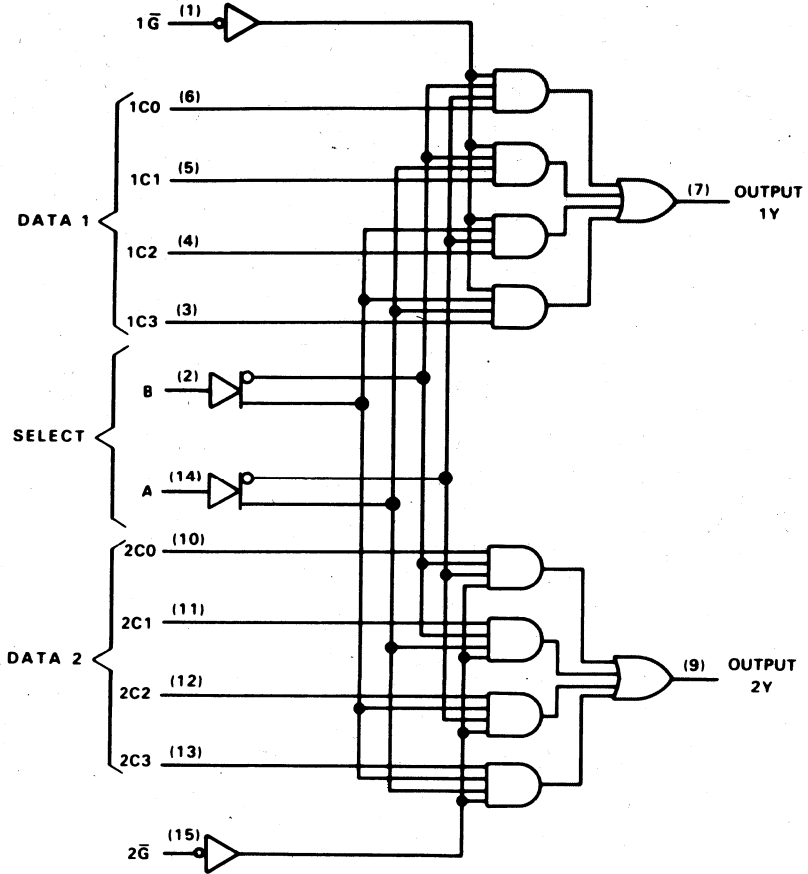 1G̅ (1)
1C0 (6)
1C1 (5)
DATA 1
(7) OUTPUT
1Y
1C2 (4)
1C3 (3)
B (2)
SELECT
A (14)
2C0 (10)
2C1 (11)
DATA 2
(9) OUTPUT
2Y
2C2 (12)
2C3 (13)
2G̅ (15)